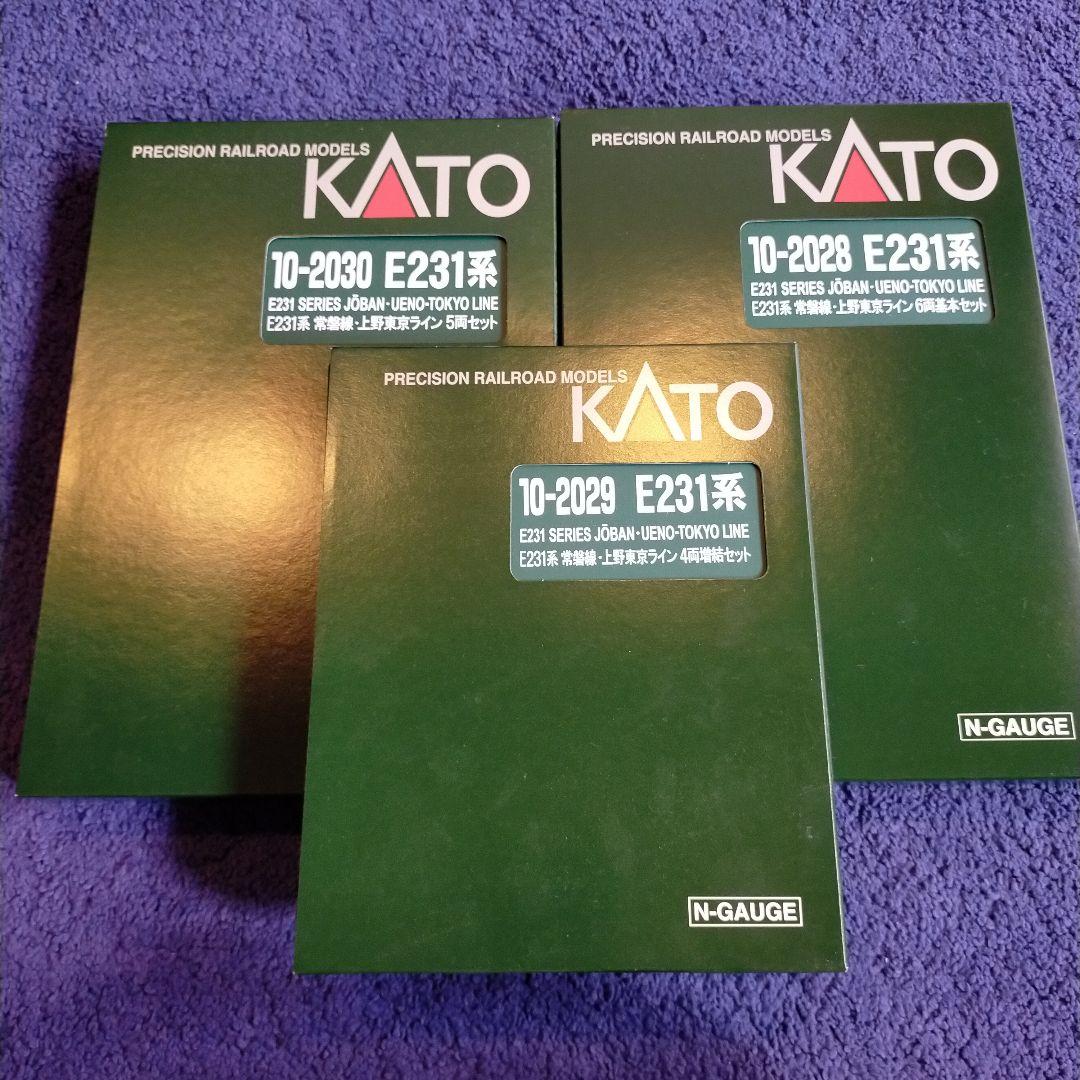 PRECISION RAILROAD MODELS
KATO
10-2030 E231系
E231 SERIES JŌBAN・UENO-TOKYO LINE
E231系 常磐線・上野東京ライン 5両セット
PRECISION RAILROAD MODELS
KATO
10-2028 E231系
E231 SERIES JŌBAN・UENO-TOKYO LINE
E231系 常磐線・上野東京ライン 6両基本セット
N-GAUGE
PRECISION RAILROAD MODELS
KATO
10-2029 E231系
E231 SERIES JŌBAN・UENO-TOKYO LINE
E231系 常磐線・上野東京ライン 4両増結セット
N-GAUGE